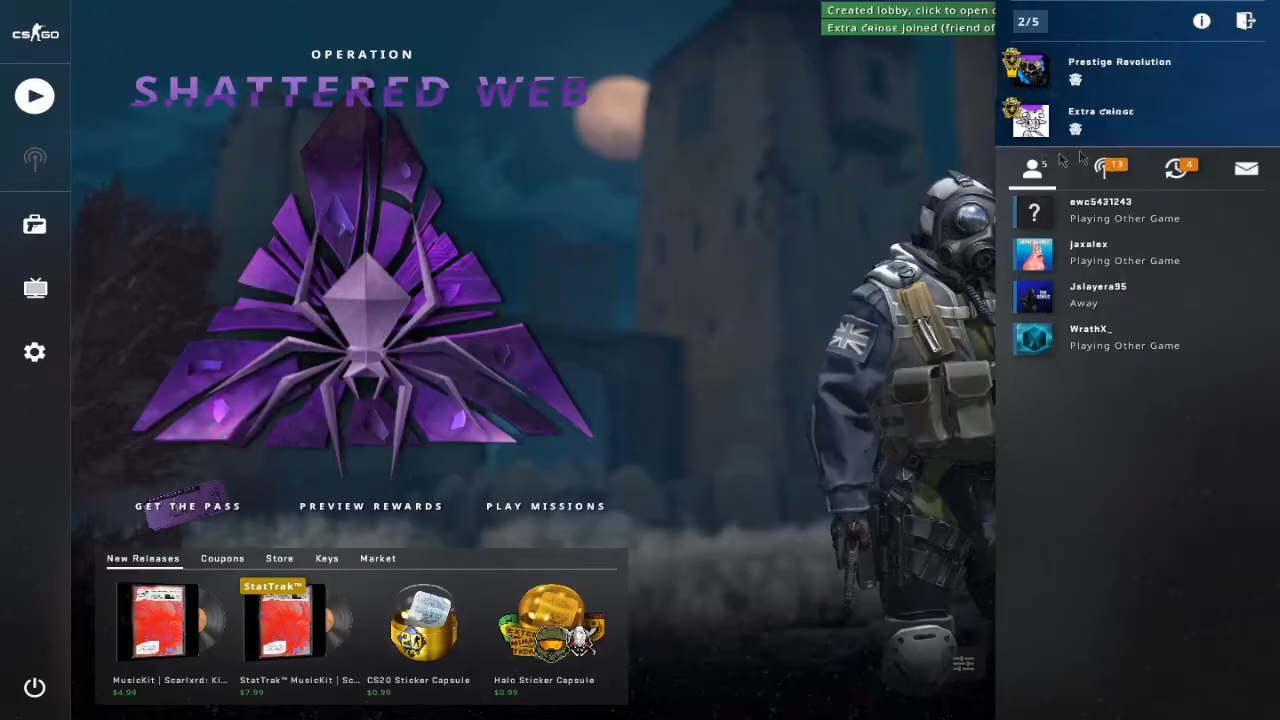 CS GO
OPERATION
SHATTERED WEB
Created lobby, click to open c
Extra cʀıngɛ joined (friend of
2/5
Prestige Revolution
Extra cʀıngɛ
5
13
4
ewc5431243
Playing Other Game
jaxalex
Playing Other Game
Jslayera95
Away
WrathX_
Playing Other Game
GET THE PASS
PREVIEW REWARDS
PLAY MISSIONS
New Releases
Coupons
Store
Keys
Market
StatTrak™
MusicKit | Scarlxrd: Ki...
$4.99
StatTrak™ MusicKit | Sc...
$7.99
CS20 Sticker Capsule
$0.99
Halo Sticker Capsule
$0.99